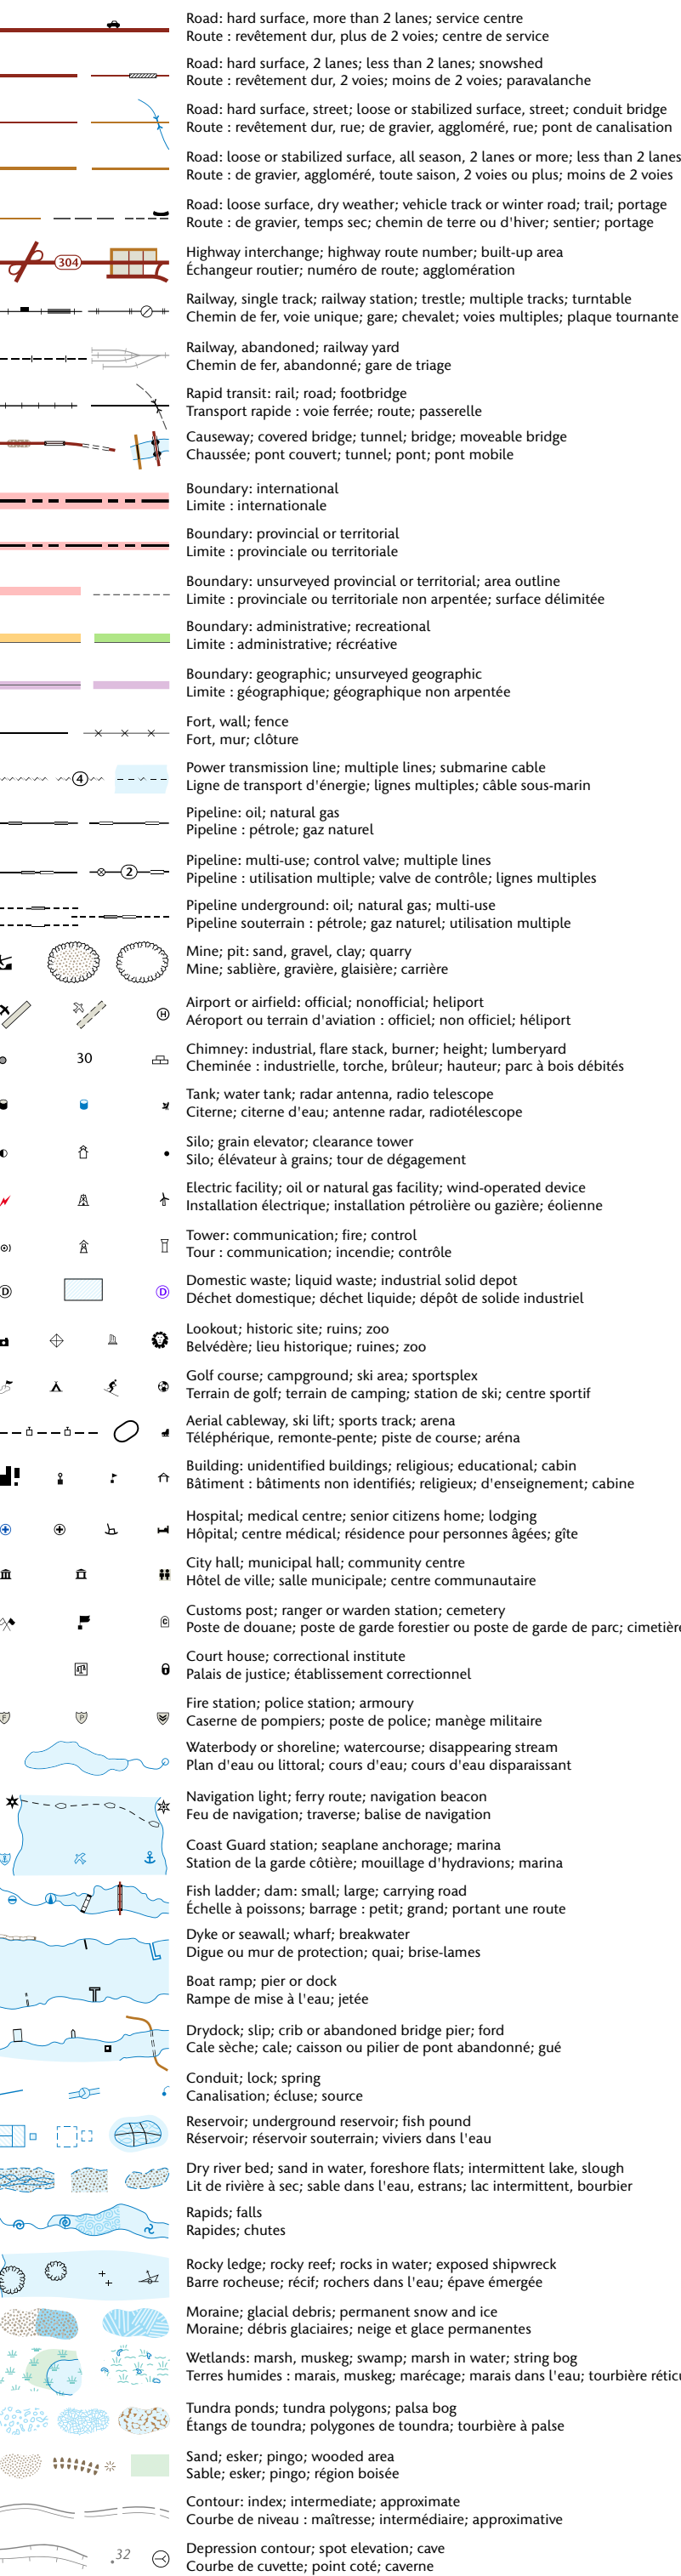 Road: hard surface, more than 2 lanes; service centre
Route : revêtement dur, plus de 2 voies; centre de service
Road: hard surface, 2 lanes; less than 2 lanes; snowshed
Route : revêtement dur, 2 voies; moins de 2 voies; paravalanche
Road: hard surface, street; loose or stabilized surface, street; conduit bridge
Route : revêtement dur, rue; de gravier, aggloméré, rue; pont de canalisation
Road: loose or stabilized surface, all season, 2 lanes or more; less than 2 lanes
Route : de gravier, aggloméré, toute saison, 2 voies ou plus; moins de 2 voies
Road: loose surface, dry weather; vehicle track or winter road; trail; portage
Route : de gravier, temps sec; chemin de terre ou d'hiver; sentier; portage
304
Highway interchange; highway route number; built-up area
Échangeur routier; numéro de route; agglomération
Railway, single track; railway station; trestle; multiple tracks; turntable
Chemin de fer, voie unique; gare; chevalet; voies multiples; plaque tournante
Railway, abandoned; railway yard
Chemin de fer, abandonné; gare de triage
Rapid transit: rail; road; footbridge
Transport rapide : voie ferrée; route; passerelle
Causeway; covered bridge; tunnel; bridge; moveable bridge
Chaussée; pont couvert; tunnel; pont; pont mobile
Boundary: international
Limite : internationale
Boundary: provincial or territorial
Limite : provinciale ou territoriale
Boundary: unsurveyed provincial or territorial; area outline
Limite : provinciale ou territoriale non arpentée; surface délimitée
Boundary: administrative; recreational
Limite : administrative; récréative
Boundary: geographic; unsurveyed geographic
Limite : géographique; géographique non arpentée
Fort, wall; fence
Fort, mur; clôture
4
Power transmission line; multiple lines; submarine cable
Ligne de transport d'énergie; lignes multiples; câble sous-marin
Pipeline: oil; natural gas
Pipeline : pétrole; gaz naturel
2
Pipeline: multi-use; control valve; multiple lines
Pipeline : utilisation multiple; valve de contrôle; lignes multiples
Pipeline underground: oil; natural gas; multi-use
Pipeline souterrain : pétrole; gaz naturel; utilisation multiple
Mine; pit: sand, gravel, clay; quarry
Mine; sablière, gravière, glaisière; carrière
H
Airport or airfield: official; nonofficial; heliport
Aéroport ou terrain d'aviation : officiel; non officiel; héliport
30
Chimney: industrial, flare stack, burner; height; lumberyard
Cheminée : industrielle, torche, brûleur; hauteur; parc à bois débités
Tank; water tank; radar antenna, radio telescope
Citerne; citerne d'eau; antenne radar, radiotélescope
Silo; grain elevator; clearance tower
Silo; élévateur à grains; tour de dégagement
Electric facility; oil or natural gas facility; wind-operated device
Installation électrique; installation pétrolière ou gazière; éolienne
Tower: communication; fire; control
Tour : communication; incendie; contrôle
D D
Domestic waste; liquid waste; industrial solid depot
Déchet domestique; déchet liquide; dépôt de solide industriel
Lookout; historic site; ruins; zoo
Belvédère; lieu historique; ruines; zoo
Golf course; campground; ski area; sportsplex
Terrain de golf; terrain de camping; station de ski; centre sportif
Aerial cableway, ski lift; sports track; arena
Téléphérique, remonte-pente; piste de course; aréna
Building: unidentified buildings; religious; educational; cabin
Bâtiment : bâtiments non identifiés; religieux; d'enseignement; cabine
Hospital; medical centre; senior citizens home; lodging
Hôpital; centre médical; résidence pour personnes âgées; gîte
City hall; municipal hall; community centre
Hôtel de ville; salle municipale; centre communautaire
C
Customs post; ranger or warden station; cemetery
Poste de douane; poste de garde forestier ou poste de garde de parc; cimetière
Court house; correctional institute
Palais de justice; établissement correctionnel
F P
Fire station; police station; armoury
Caserne de pompiers; poste de police; manège militaire
Waterbody or shoreline; watercourse; disappearing stream
Plan d'eau ou littoral; cours d'eau; cours d'eau disparaissant
Navigation light; ferry route; navigation beacon
Feu de navigation; traverse; balise de navigation
Coast Guard station; seaplane anchorage; marina
Station de la garde côtière; mouillage d'hydravions; marina
Fish ladder; dam: small; large; carrying road
Échelle à poissons; barrage : petit; grand; portant une route
Dyke or seawall; wharf; breakwater
Digue ou mur de protection; quai; brise-lames
Boat ramp; pier or dock
Rampe de mise à l'eau; jetée
Drydock; slip; crib or abandoned bridge pier; ford
Cale sèche; cale; caisson ou pilier de pont abandonné; gué
Conduit; lock; spring
Canalisation; écluse; source
Reservoir; underground reservoir; fish pound
Réservoir; réservoir souterrain; viviers dans l'eau
Dry river bed; sand in water, foreshore flats; intermittent lake, slough
Lit de rivière à sec; sable dans l'eau, estrans; lac intermittent, bourbier
Rapids; falls
Rapides; chutes
Rocky ledge; rocky reef; rocks in water; exposed shipwreck
Barre rocheuse; récif; rochers dans l'eau; épave émergée
Moraine; glacial debris; permanent snow and ice
Moraine; débris glaciaires; neige et glace permanentes
Wetlands: marsh, muskeg; swamp; marsh in water; string bog
Terres humides : marais, muskeg; marécage; marais dans l'eau; tourbière
Tundra ponds; tundra polygons; palsa bog
Étangs de toundra; polygones de toundra; tourbière à palse
Sand; esker; pingo; wooded area
Sable; esker; pingo; région boisée
Contour: index; intermediate; approximate
Courbe de niveau : maîtresse; intermédiaire; approximative
.32
Depression contour; spot elevation; cave
Courbe de cuvette; point coté; caverne